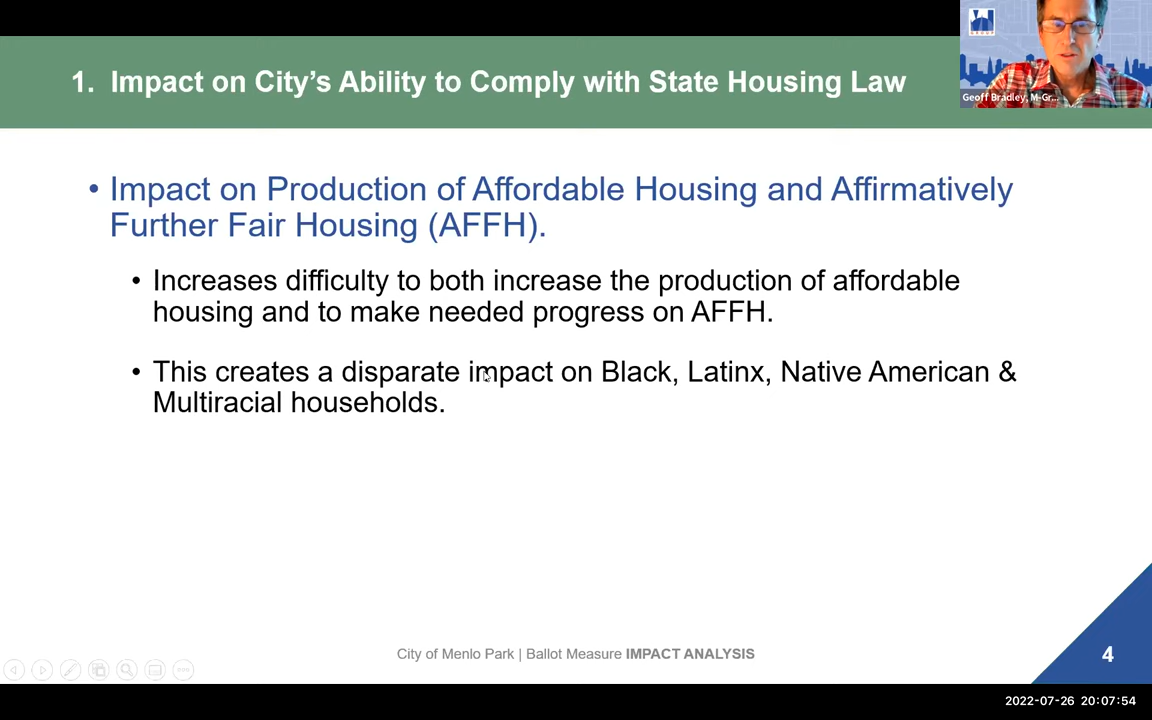 1. Impact on City's Ability to Comply with State Housing Law
Geoff Bradley, M-Gr...
• Impact on Production of Affordable Housing and Affirmatively
Further Fair Housing (AFFH).
• Increases difficulty to both increase the production of affordable
housing and to make needed progress on AFFH.
• This creates a disparate impact on Black, Latinx, Native American &
Multiracial households.
City of Menlo Park | Ballot Measure IMPACT ANALYSIS
4
2022-07-26 20:07:54